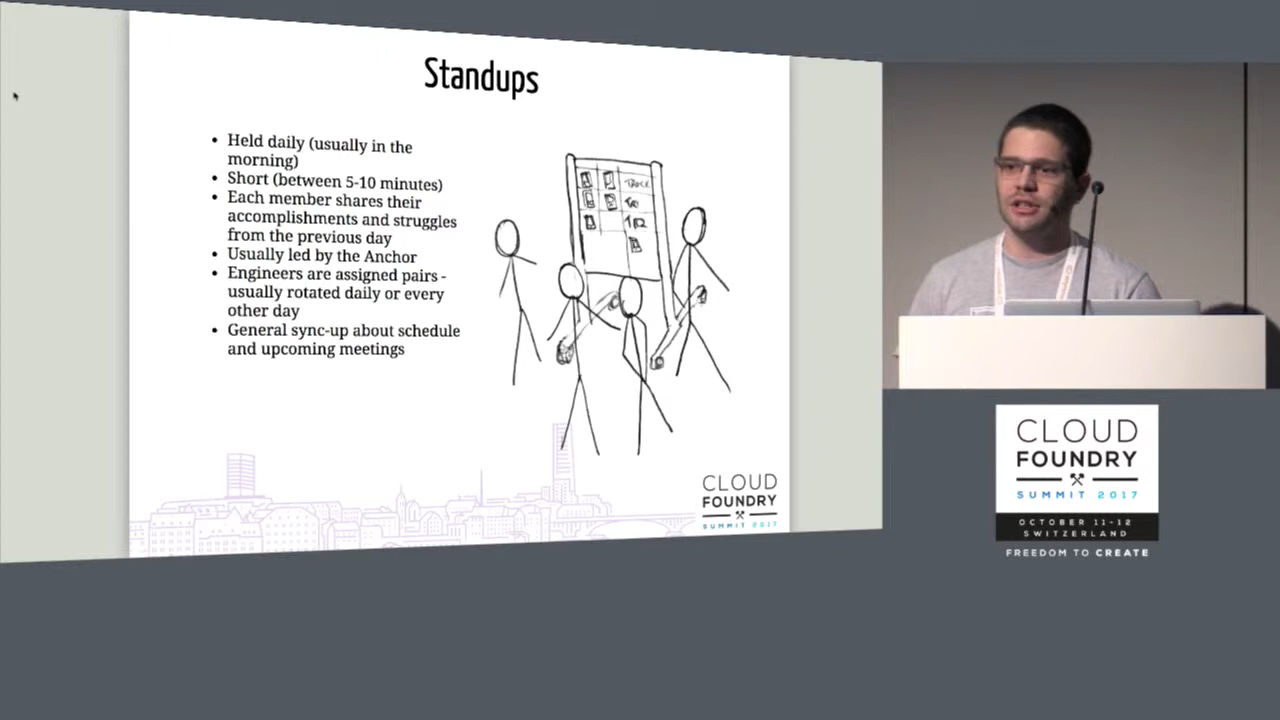 Standups
• Held daily (usually in the
morning)
• Short (between 5-10 minutes)
• Each member shares their
accomplishments and struggles
from the previous day
• Usually led by the Anchor
• Engineers are assigned pairs -
usually rotated daily or every
other day
• General sync-up about schedule
and upcoming meetings
CLOUD
FOUNDRY
SUMMIT 2017
CLOUD
FOUNDRY
SUMMIT 2017
OCTOBER 11-12
SWITZERLAND
FREEDOM TO CREATE